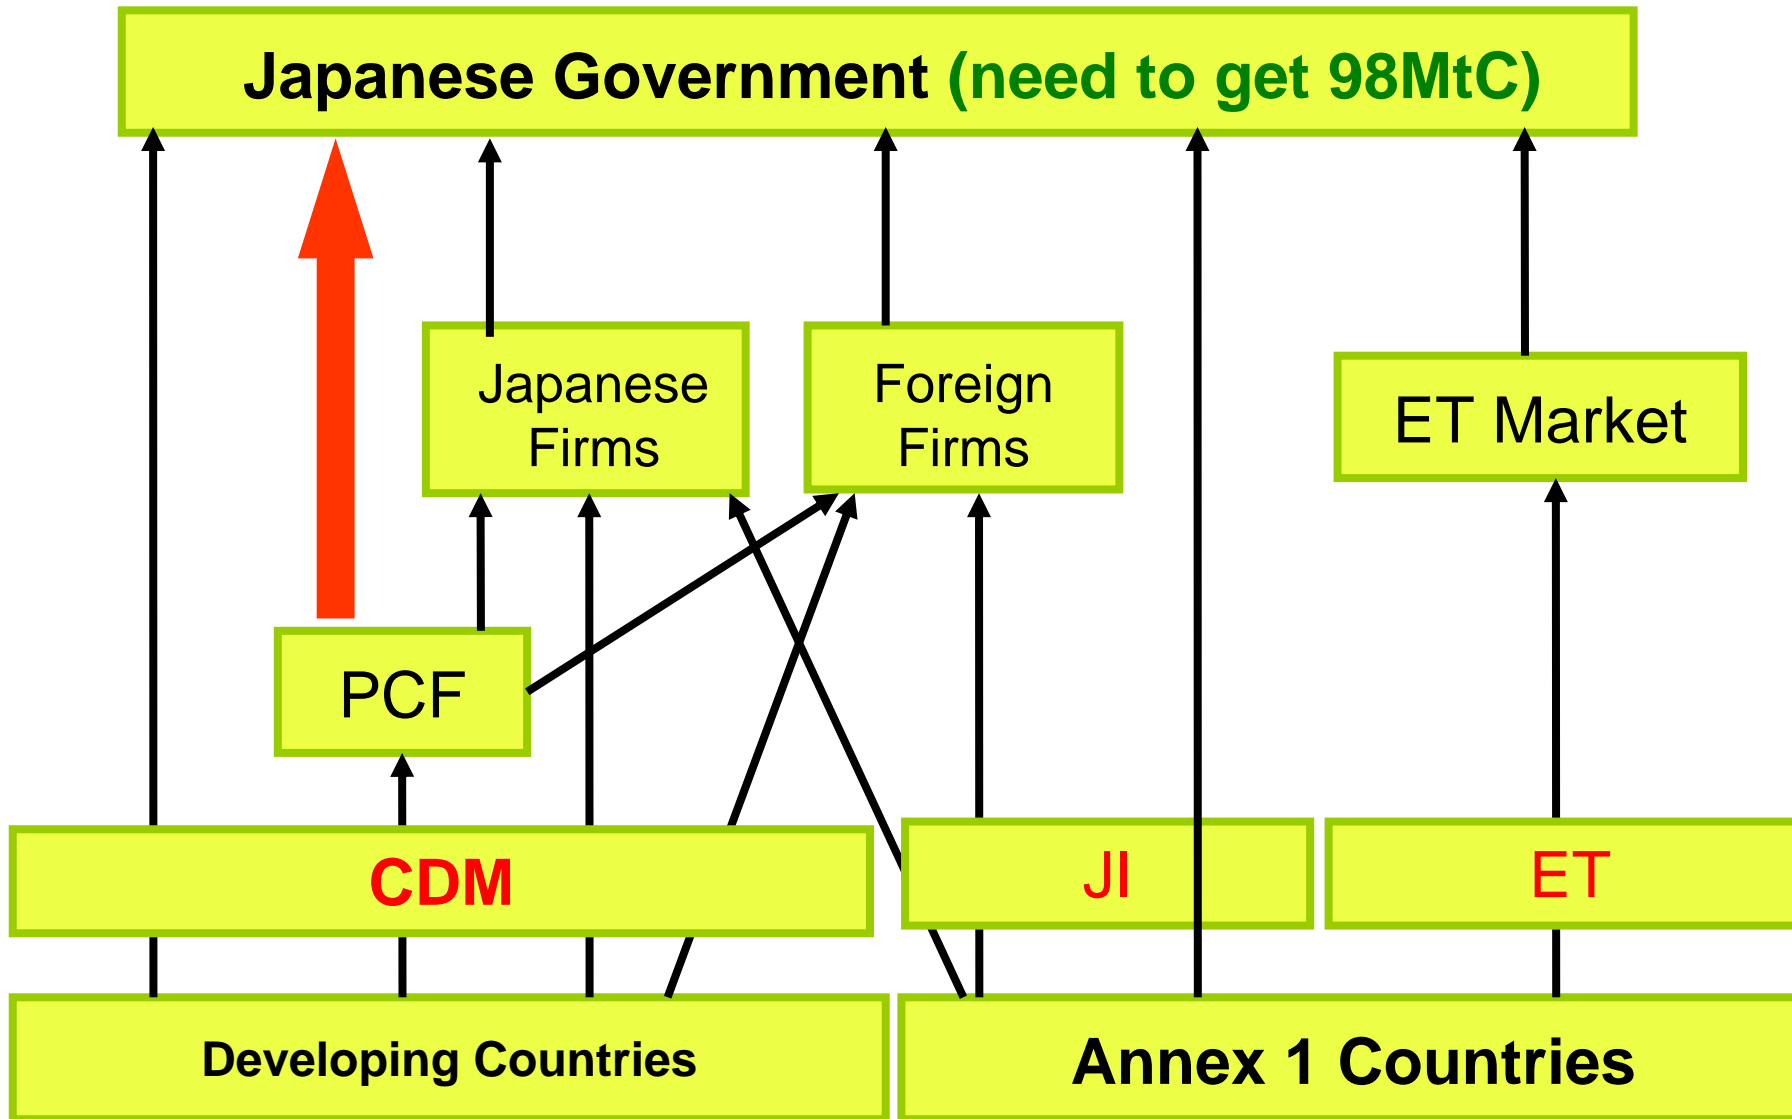 Japanese Government (need to get 98MtC)
Japanese
Firms
Foreign
Firms
ET Market
PCF
CDM
JI
ET
Developing Countries
Annex 1 Countries